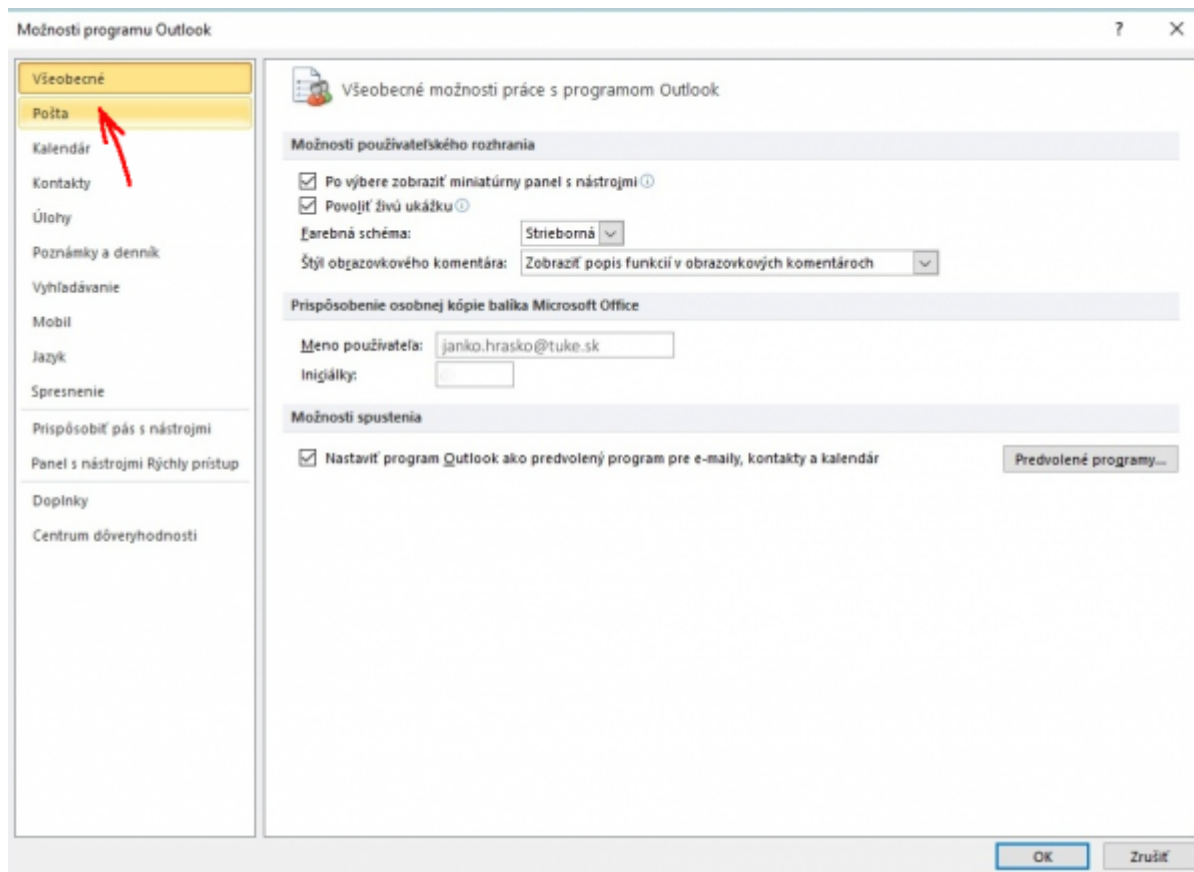 Možnosti programu Outlook
?
Všeobecné
Pošta
Kalendár
Kontakty
Úlohy
Poznámky a denník
Vyhľadávanie
Mobil
Jazyk
Spresnenie
Prispôsobiť pás s nástrojmi
Panel s nástrojmi Rýchly prístup
Doplnky
Centrum dôveryhodnosti
Všeobecné možnosti práce s programom Outlook
Možnosti používateľského rozhrania
Po výbere zobraziť miniatúrny panel s nástrojmi
Povoliť živú ukážku
Farebná schéma: Strieborná
Štýl obrazovkového komentára: Zobraziť popis funkcií v obrazovkových komentároch
Prispôsobenie osobnej kópie balíka Microsoft Office
Meno používateľa: janko.hrasko@tuke.sk
Iniciálky:
Možnosti spustenia
Nastaviť program Outlook ako predvolený program pre e-maily, kontakty a kalendár
Predvolené programy...
OK
Zrušiť